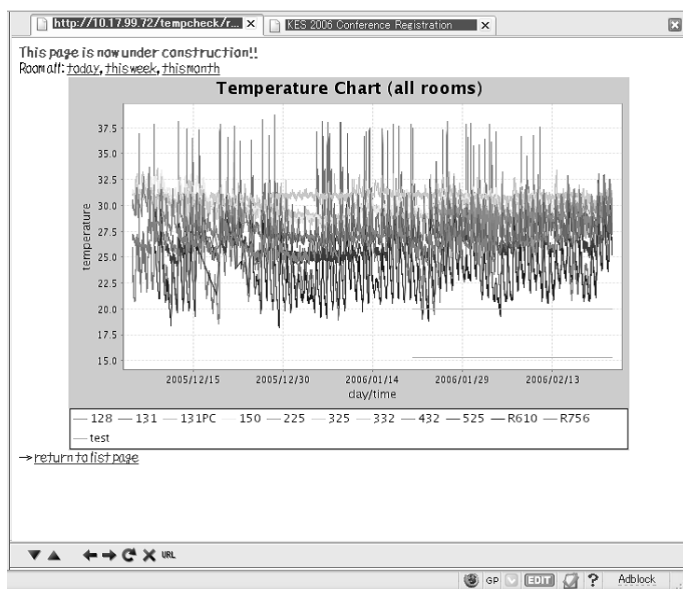 http://10.17.99.72/tempcheck/r... X
KES 2006 Conference Registration X
This page is now under construction!!
Room all: today, this week, this month
Temperature Chart (all rooms)
temperature
37.5
35.0
32.5
30.0
27.5
25.0
22.5
20.0
17.5
15.0
2005/12/15 2005/12/30 2006/01/14 2006/01/29 2006/02/13
day/time
128 131 131PC 150 225 325 332 432 525 R610 R756
test
→ return to list page
URL
GP EDIT ? Adblock